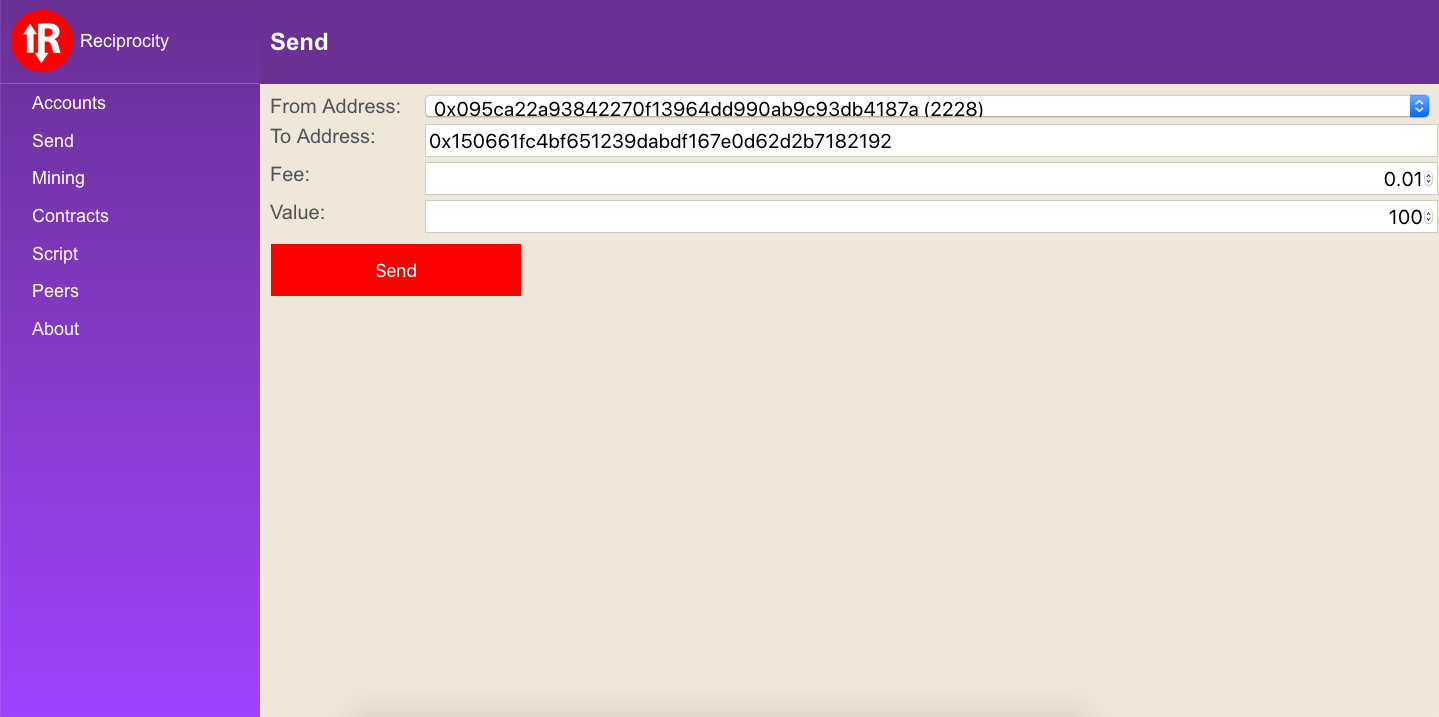 R Reciprocity
Send
Accounts
Send
Mining
Contracts
Script
Peers
About
From Address: 0x095ca22a93842270f13964dd990ab9c93db4187a (2228)
To Address: 0x150661fc4bf651239dabdf167e0d62d2b7182192
Fee: 0.01
Value: 100
Send